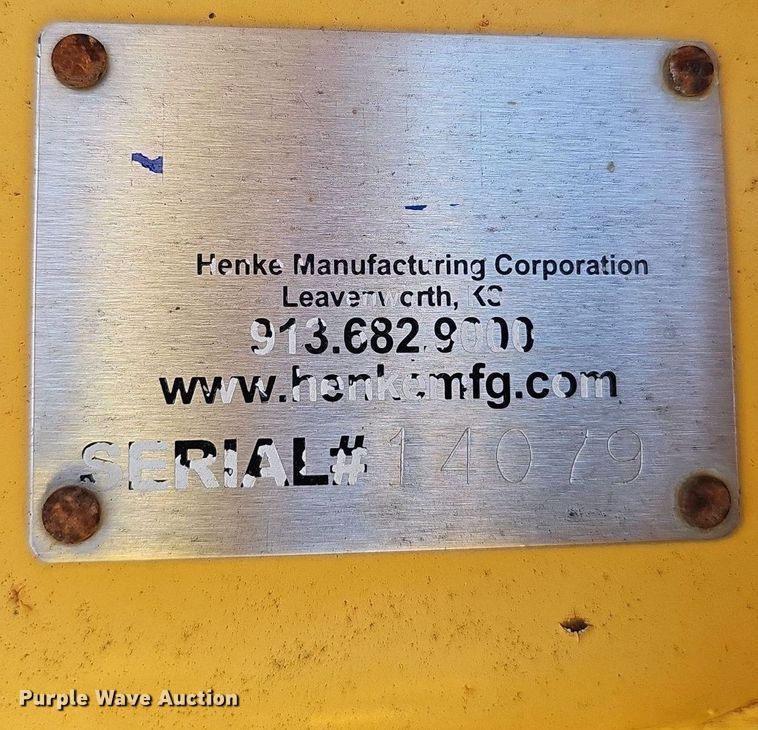 Henke Manufacturing Corporation
Leavenworth, KS
913.682.9000
www.henkemfg.com
SERIAL# 14079
Purple Wave Auction